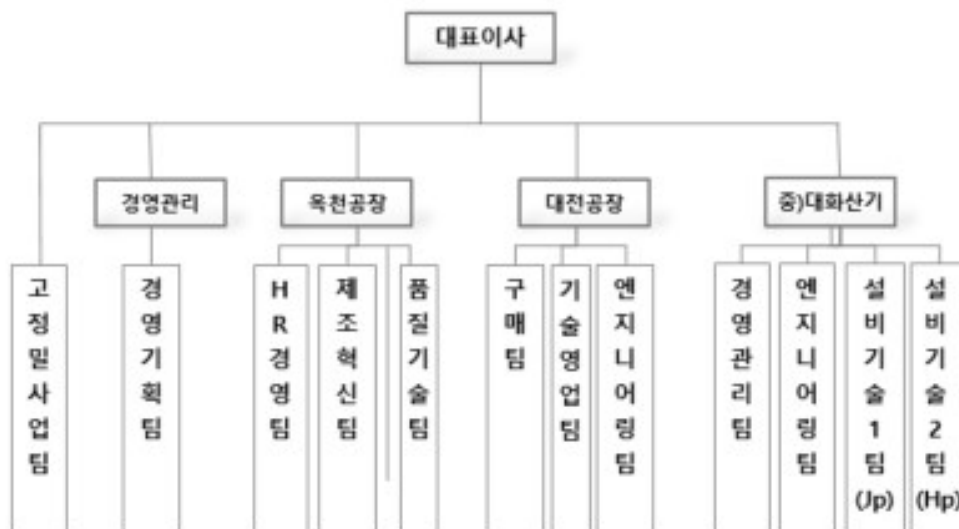 대표이사
경영관리
옥천공장
대전공장
중)대화산기
고정밀사업팀
경영기획팀
HR경영팀
제조혁신팀
품질기술팀
구매팀
기술영업팀
엔지니어링팀
경영관리팀
엔지니어링팀
설비기술1팀(Jp)
설비기술2팀(Hp)